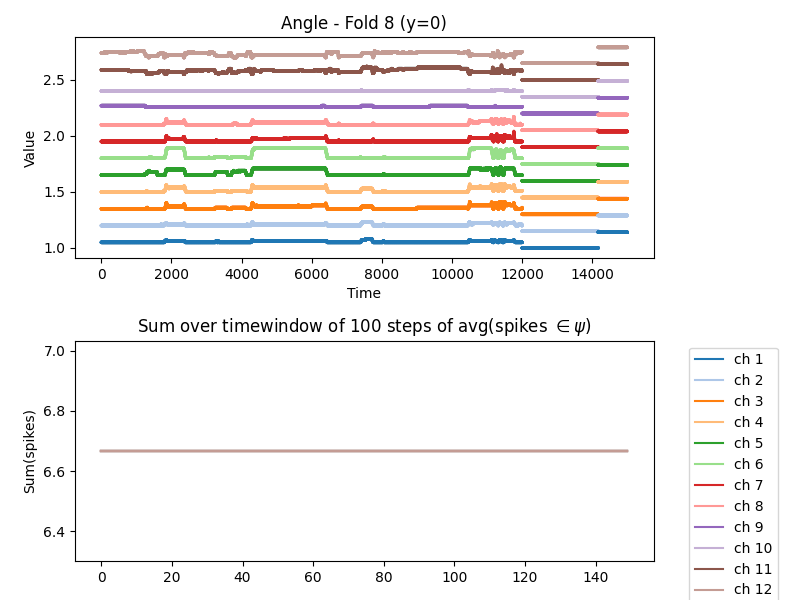 Angle - Fold 8 (y=0)
Value
2.5
2.0
1.5
1.0
0 2000 4000 6000 8000 10000 12000 14000
Time
Sum over timewindow of 100 steps of avg(spikes ∈ ψ)
Sum(spikes)
7.0
6.8
6.6
6.4
0 20 40 60 80 100 120 140
ch 1
ch 2
ch 3
ch 4
ch 5
ch 6
ch 7
ch 8
ch 9
ch 10
ch 11
ch 12